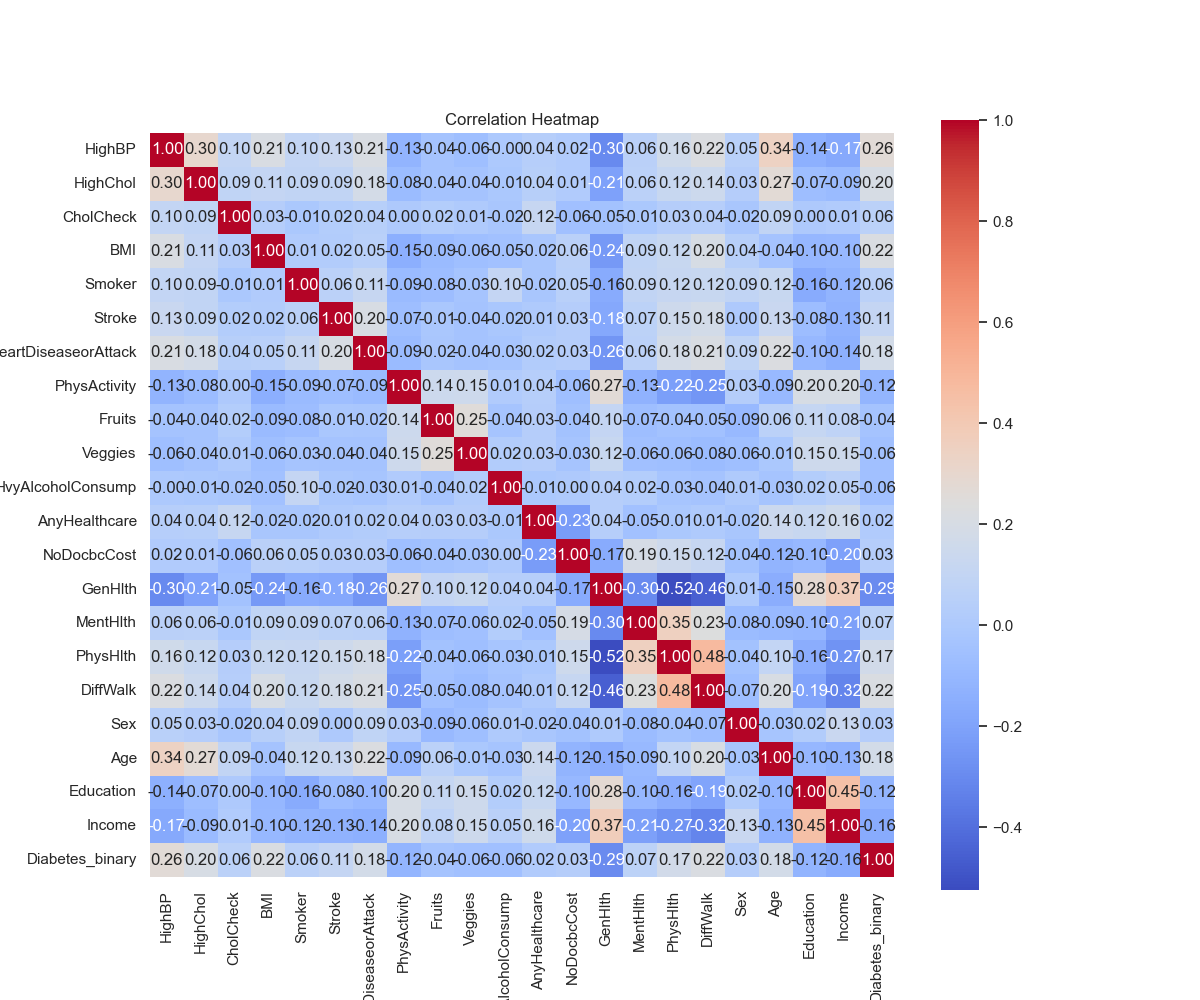 Correlation Heatmap
HighBP 1.00 0.30 0.10 0.21 0.10 0.13 0.21 -0.13 -0.04 -0.06 -0.00 0.04 0.02 -0.30 0.06 0.16 0.22 0.05 0.34 -0.14 -0.17 0.26
HighChol 0.30 1.00 0.09 0.11 0.09 0.09 0.18 -0.08 -0.04 -0.04 -0.01 0.04 0.01 -0.21 0.06 0.12 0.14 0.03 0.27 -0.07 -0.09 0.20
CholCheck 0.10 0.09 1.00 0.03 -0.01 0.02 0.04 0.00 0.02 0.01 -0.02 0.12 -0.06 -0.05 -0.01 0.03 0.04 -0.02 0.09 0.00 0.01 0.06
BMI 0.21 0.11 0.03 1.00 0.01 0.02 0.05 -0.15 -0.09 -0.06 -0.05 -0.02 0.06 -0.24 0.09 0.12 0.20 0.04 -0.04 -0.10 -0.10 0.22
Smoker 0.10 0.09 -0.01 0.01 1.00 0.06 0.11 -0.09 -0.08 -0.03 0.10 -0.02 0.05 -0.16 0.09 0.12 0.12 0.09 0.12 -0.16 -0.12 0.06
Stroke 0.13 0.09 0.02 0.02 0.06 1.00 0.20 -0.07 -0.01 -0.04 -0.02 0.01 0.03 -0.18 0.07 0.15 0.18 0.00 0.13 -0.08 -0.13 0.11
eartDiseaseorAttack 0.21 0.18 0.04 0.05 0.11 0.20 1.00 -0.09 -0.02 -0.04 -0.03 0.02 0.03 -0.26 0.06 0.18 0.21 0.09 0.22 -0.10 -0.14 0.18
PhysActivity -0.13 -0.08 0.00 -0.15 -0.09 -0.07 -0.09 1.00 0.14 0.15 0.01 0.04 -0.06 0.27 -0.13 -0.22 -0.25 0.03 -0.09 0.20 0.20 -0.12
Fruits -0.04 -0.04 0.02 -0.09 -0.08 -0.01 -0.02 0.14 1.00 0.25 -0.04 0.03 -0.04 0.10 -0.07 -0.04 -0.05 -0.09 0.06 0.11 0.08 -0.04
Veggies -0.06 -0.04 0.01 -0.06 -0.03 -0.04 -0.04 0.15 0.25 1.00 0.02 0.03 -0.03 0.12 -0.06 -0.06 -0.08 -0.06 -0.01 0.15 0.15 -0.06
HvyAlcoholConsump -0.00 -0.01 -0.02 -0.05 0.10 -0.02 -0.03 0.01 -0.04 0.02 1.00 -0.01 0.00 0.04 0.02 -0.03 -0.04 0.01 -0.03 0.02 0.05 -0.06
AnyHealthcare 0.04 0.04 0.12 -0.02 -0.02 0.01 0.02 0.04 0.03 0.03 -0.01 1.00 -0.23 0.04 -0.05 -0.01 0.01 -0.02 0.14 0.12 0.16 0.02
NoDocbcCost 0.02 0.01 -0.06 0.06 0.05 0.03 0.03 -0.06 -0.04 -0.03 0.00 -0.23 1.00 -0.17 0.19 0.15 0.12 -0.04 -0.12 -0.10 -0.20 0.03
GenHlth -0.30 -0.21 -0.05 -0.24 -0.16 -0.18 -0.26 0.27 0.10 0.12 0.04 0.04 -0.17 1.00 -0.30 -0.52 -0.46 0.01 -0.15 0.28 0.37 -0.29
MentHlth 0.06 0.06 -0.01 0.09 0.09 0.07 0.06 -0.13 -0.07 -0.06 0.02 -0.05 0.19 -0.30 1.00 0.35 0.23 -0.08 -0.09 -0.10 -0.21 0.07
PhysHlth 0.16 0.12 0.03 0.12 0.12 0.15 0.18 -0.22 -0.04 -0.06 -0.03 -0.01 0.15 -0.52 0.35 1.00 0.48 -0.04 0.10 -0.16 -0.27 0.17
DiffWalk 0.22 0.14 0.04 0.20 0.12 0.18 0.21 -0.25 -0.05 -0.08 -0.04 0.01 0.12 -0.46 0.23 0.48 1.00 -0.07 0.20 -0.19 -0.32 0.22
Sex 0.05 0.03 -0.02 0.04 0.09 0.00 0.09 0.03 -0.09 -0.06 0.01 -0.02 -0.04 0.01 -0.08 -0.04 -0.07 1.00 -0.03 0.02 0.13 0.03
Age 0.34 0.27 0.09 -0.04 0.12 0.13 0.22 -0.09 0.06 -0.01 -0.03 0.14 -0.12 -0.15 -0.09 0.10 0.20 -0.03 1.00 -0.10 -0.13 0.18
Education -0.14 -0.07 0.00 -0.10 -0.16 -0.08 -0.10 0.20 0.11 0.15 0.02 0.12 -0.10 0.28 -0.10 -0.16 -0.19 0.02 -0.10 1.00 0.45 -0.12
Income -0.17 -0.09 0.01 -0.10 -0.12 -0.13 -0.14 0.20 0.08 0.15 0.05 0.16 -0.20 0.37 -0.21 -0.27 -0.32 0.13 -0.13 0.45 1.00 -0.16
Diabetes_binary 0.26 0.20 0.06 0.22 0.06 0.11 0.18 -0.12 -0.04 -0.06 -0.06 0.02 0.03 -0.29 0.07 0.17 0.22 0.03 0.18 -0.12 -0.16 1.00
HighBP
HighChol
CholCheck
BMI
Smoker
Stroke
DiseaseorAttack
PhysActivity
Fruits
Veggies
AlcoholConsump
AnyHealthcare
NoDocbcCost
GenHlth
MentHlth
PhysHlth
DiffWalk
Sex
Age
Education
Income
Diabetes_binary
1.0
0.8
0.6
0.4
0.2
0.0
−0.2
−0.4